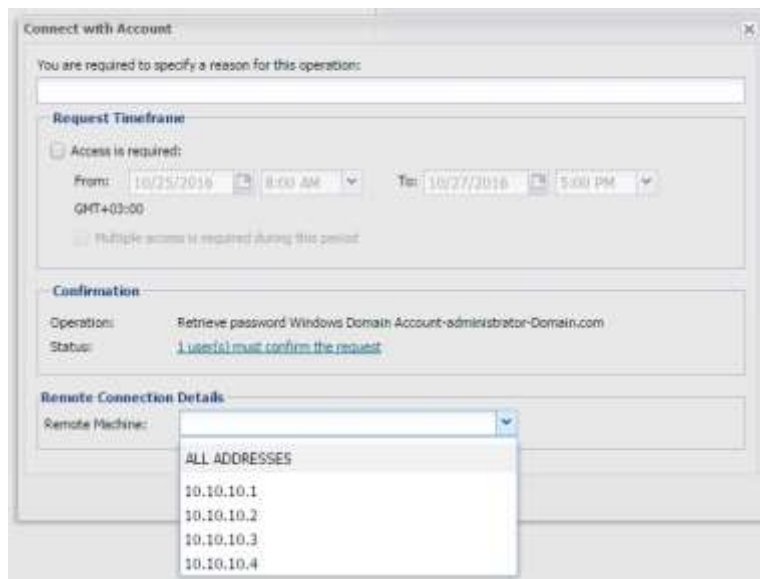 Connect with Account
You are required to specify a reason for this operation:
Request Timeframe
Access is required:
From: 10/25/2016 8:00 AM To: 10/27/2016 5:00 PM
GMT+03:00
Multiple access is required during this period
Confirmation
Operation: Retrieve password Windows Domain Account-administrator-Domain.com
Status: 1 user(s) must confirm the request
Remote Connection Details
Remote Machine:
ALL ADDRESSES
10.10.10.1
10.10.10.2
10.10.10.3
10.10.10.4